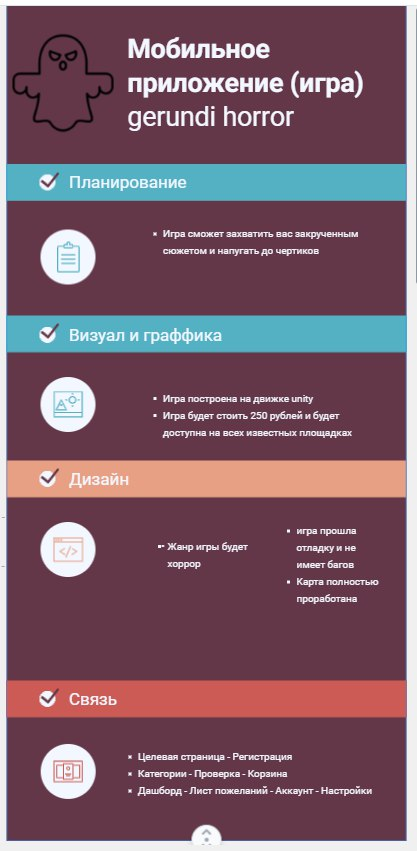 Мобильное
приложение (игра)
gerundi horror
Планирование
Игра сможет захватить вас закрученным
сюжетом и напугать до чертиков
Визуал и граффика
Игра построена на движке unity
Игра будет стоить 250 рублей и будет
доступна на всех известных площадках
Дизайн
Жанр игры будет
хоррор
игра прошла
отладку и не
имеет багов
Карта полностью
проработана
Связь
Целевая страница - Регистрация
Категории - Проверка - Корзина
Дашборд - Лист пожеланий - Аккаунт - Настройки